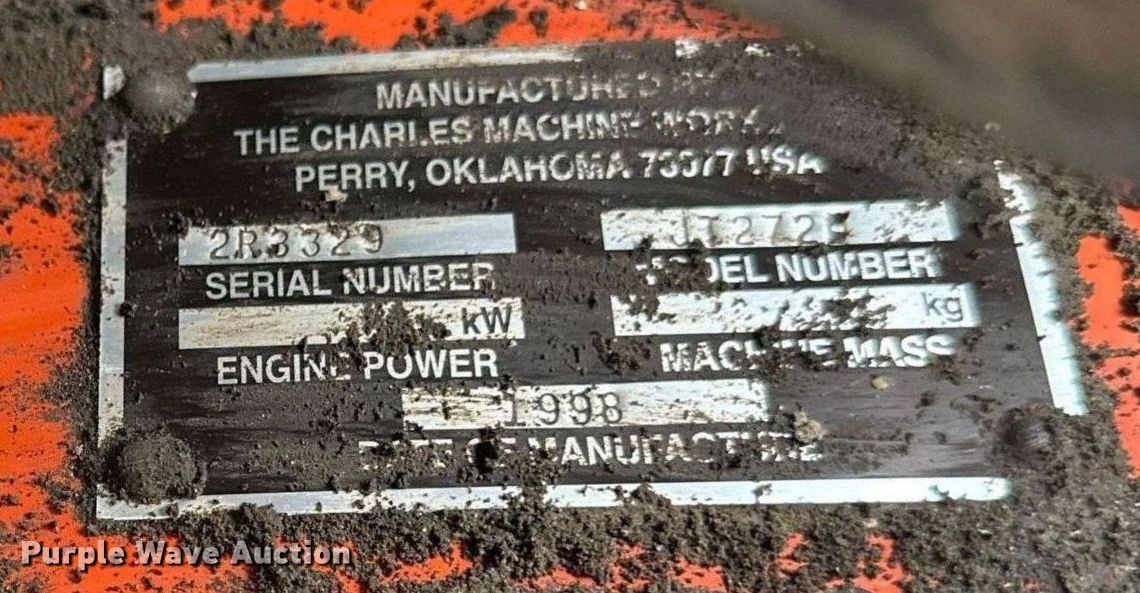 MANUFACTURED BY
THE CHARLES MACHINE WORKS
PERRY, OKLAHOMA 73077 USA
2R3329
SERIAL NUMBER
MODEL NUMBER
kW
kg
ENGINE POWER
MACHINE MASS
1998
DATE OF MANUFACTURE
Purple Wave Auction